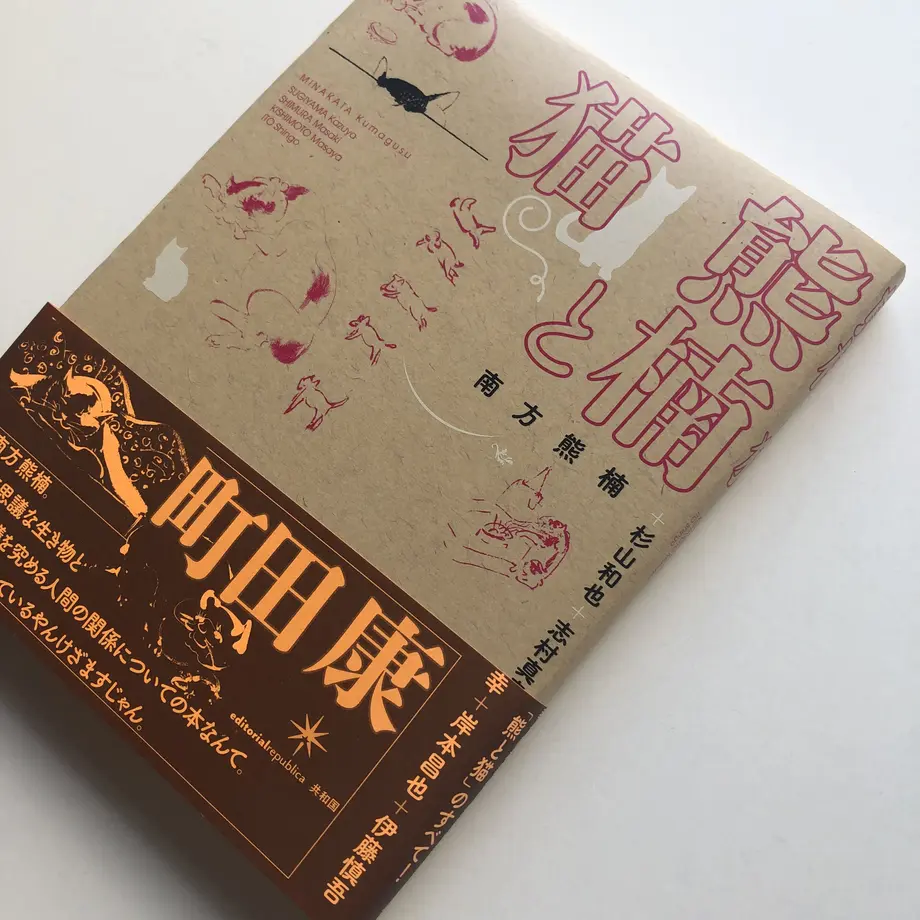 熊楠と猫
南方熊楠+杉山和也+志村真幸+岸本昌也+伊藤慎吾
MINAKATA Kumagusu
SUGIYAMA Kazuya
SHIMURA Masaki
KISHIMOTO Masaya
ITO Shingo
町田康
南方熊楠。
思議な生き物と
を究める人間の関係についての本なんて。
ているやんけざますじゃん。
editorialrepublica 共和国
「熊と猫」のすべて!